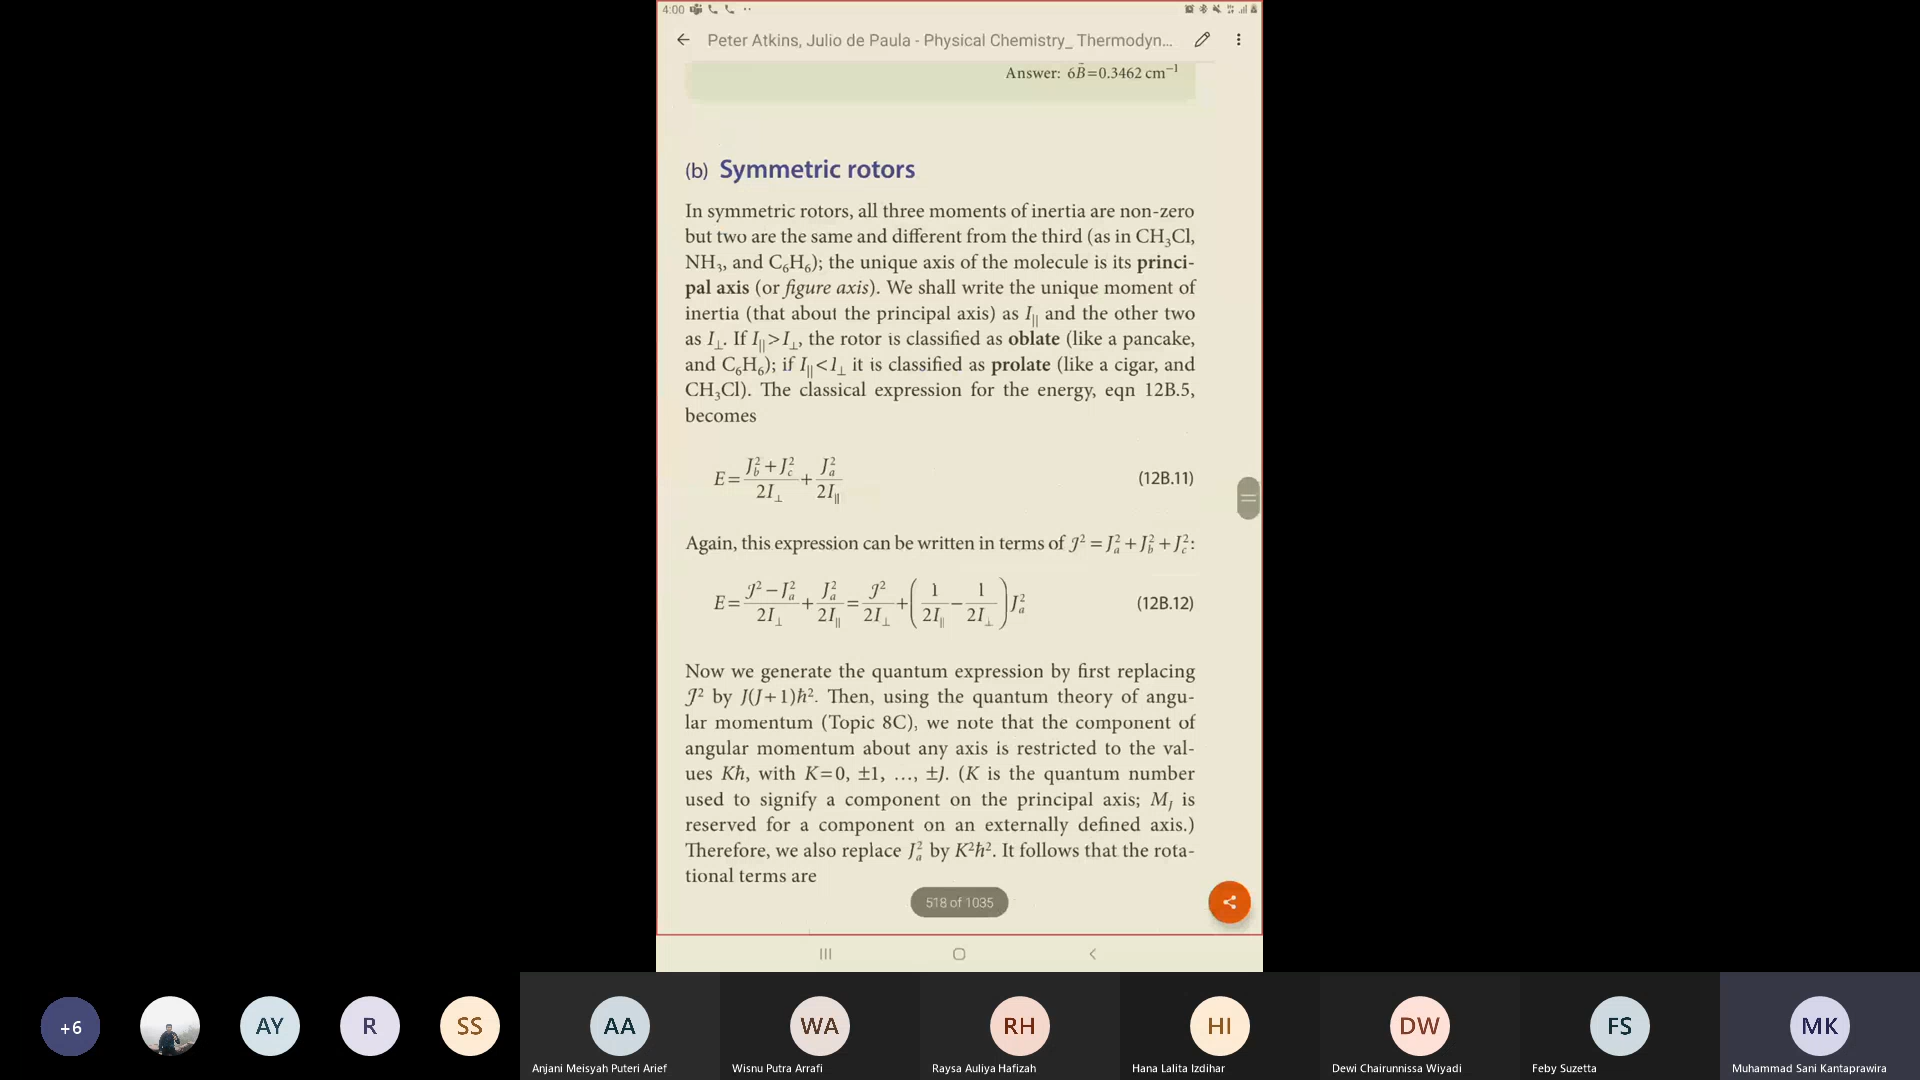 4:00
Peter Atkins, Julio de Paula - Physical Chemistry_ Thermodyn...
Answer: 6B̃=0.3462 cm⁻¹
(b) Symmetric rotors
In symmetric rotors, all three moments of inertia are non-zero
but two are the same and different from the third (as in CH₃Cl,
NH₃, and C₆H₆); the unique axis of the molecule is its princi-
pal axis (or figure axis). We shall write the unique moment of
inertia (that about the principal axis) as I∥ and the other two
as I⊥. If I∥>I⊥, the rotor is classified as oblate (like a pancake,
and C₆H₆); if I∥<I⊥ it is classified as prolate (like a cigar, and
CH₃Cl). The classical expression for the energy, eqn 12B.5,
becomes
E = (J_b² + J_c²)/2I⊥ + J_a²/2I∥ (12B.11)
Again, this expression can be written in terms of 𝒥² = J_a² + J_b² + J_c²:
E = (𝒥² − J_a²)/2I⊥ + J_a²/2I∥ = 𝒥²/2I⊥ + (1/2I∥ − 1/2I⊥) J_a² (12B.12)
Now we generate the quantum expression by first replacing
𝒥² by J(J+1)ħ². Then, using the quantum theory of angu-
lar momentum (Topic 8C), we note that the component of
angular momentum about any axis is restricted to the val-
ues Kħ, with K=0, ±1, …, ±J. (K is the quantum number
used to signify a component on the principal axis; M_J is
reserved for a component on an externally defined axis.)
Therefore, we also replace J_a² by K²ħ². It follows that the rota-
tional terms are
518 of 1035
+6
AY
R
SS
AA
WA
RH
HI
DW
FS
MK
Anjani Meisyah Puteri Arief
Wisnu Putra Arrafi
Raysa Auliya Hafizah
Hana Lalita Izdihar
Dewi Chairunnissa Wiyadi
Feby Suzetta
Muhammad Sani Kantaprawira